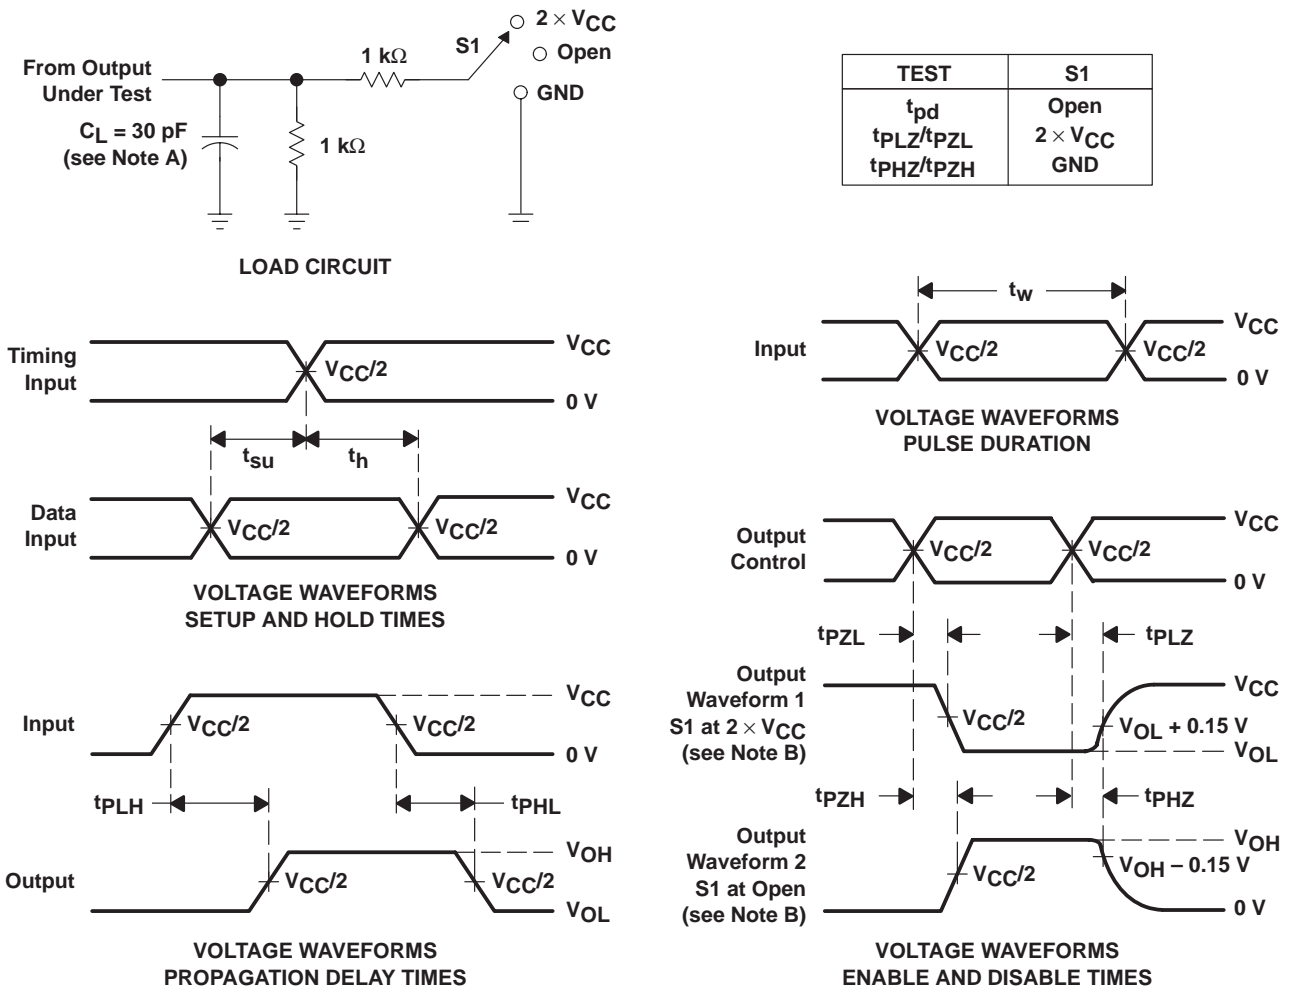 2 × VCC
S1
Open
1 kΩ
From Output
Under Test
GND
CL = 30 pF
(see Note A)
1 kΩ
LOAD CIRCUIT
TEST S1
tpd Open
tPLZ/tPZL 2 × VCC
tPHZ/tPZH GND
Timing
Input
VCC/2
VCC
0 V
tsu
th
Data
Input
VCC/2
VCC/2
VCC
0 V
VOLTAGE WAVEFORMS
SETUP AND HOLD TIMES
tw
Input
VCC/2
VCC/2
VCC
0 V
VOLTAGE WAVEFORMS
PULSE DURATION
Input
VCC/2
VCC/2
VCC
0 V
tPLH
tPHL
Output
VCC/2
VCC/2
VOH
VOL
VOLTAGE WAVEFORMS
PROPAGATION DELAY TIMES
Output
Control
VCC/2
VCC/2
VCC
0 V
tPZL
tPLZ
Output
Waveform 1
S1 at 2 × VCC
(see Note B)
VCC/2
VCC
VOL + 0.15 V
VOL
tPZH
tPHZ
Output
Waveform 2
S1 at Open
(see Note B)
VCC/2
VOH
VOH − 0.15 V
0 V
VOLTAGE WAVEFORMS
ENABLE AND DISABLE TIMES